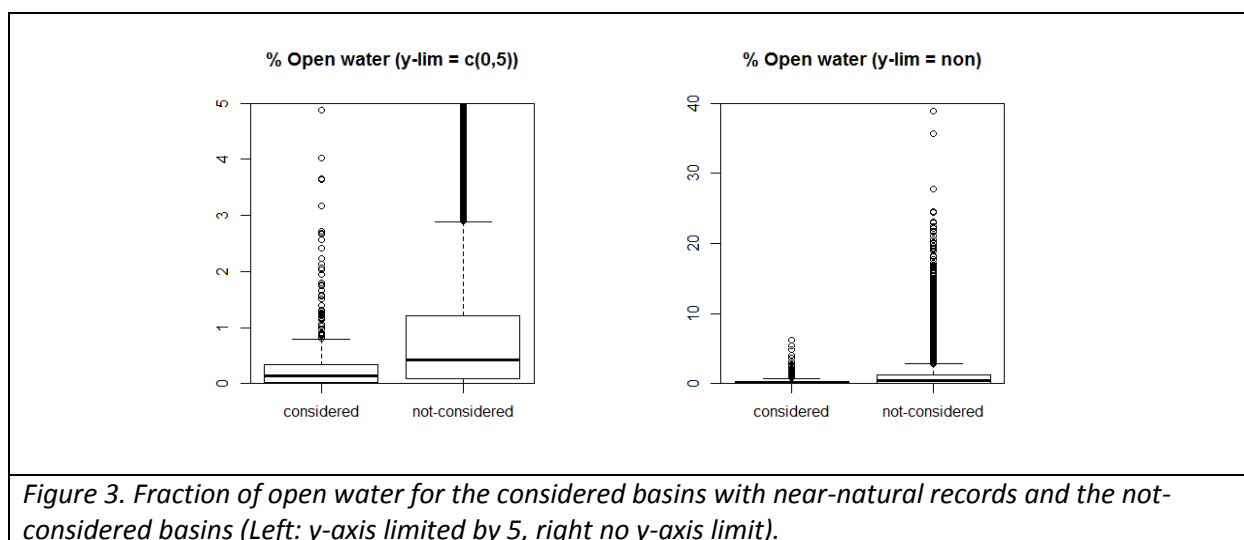 % Open water (y-lim = c(0,5))
5
4
3
2
1
0
considered not-considered
% Open water (y-lim = non)
40
30
20
10
0
considered not-considered
Figure 3. Fraction of open water for the considered basins with near-natural records and the not-
considered basins (Left: y-axis limited by 5, right no y-axis limit).